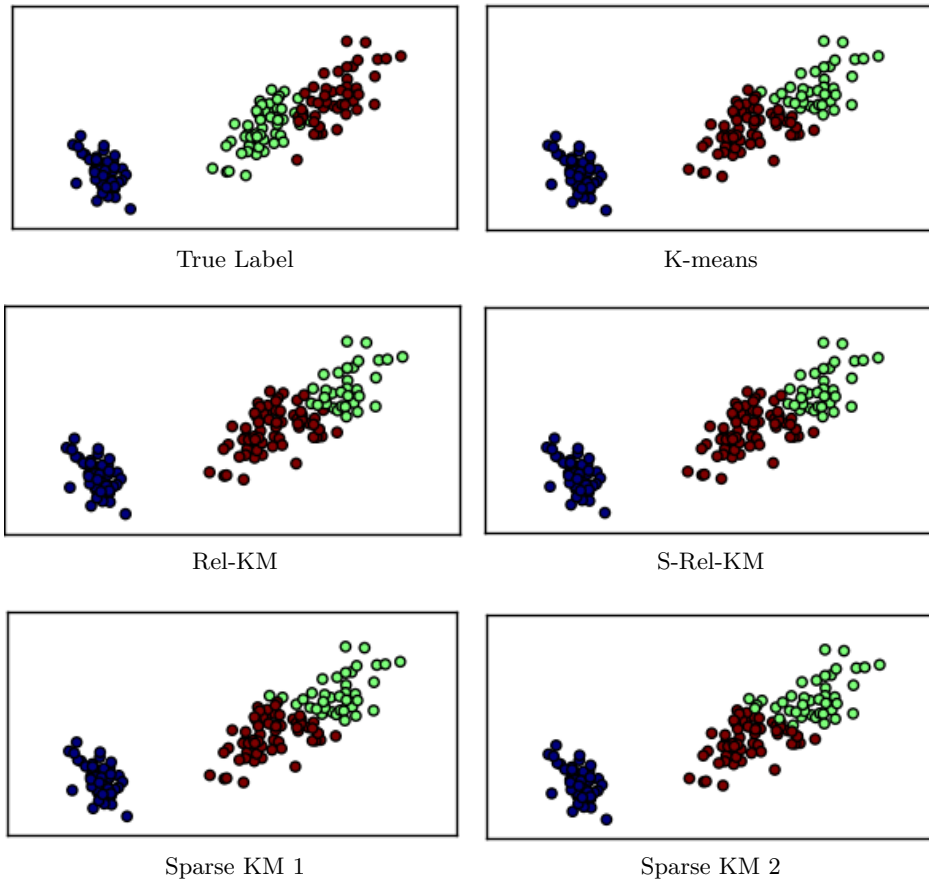 True Label
K-means
Rel-KM
S-Rel-KM
Sparse KM 1
Sparse KM 2